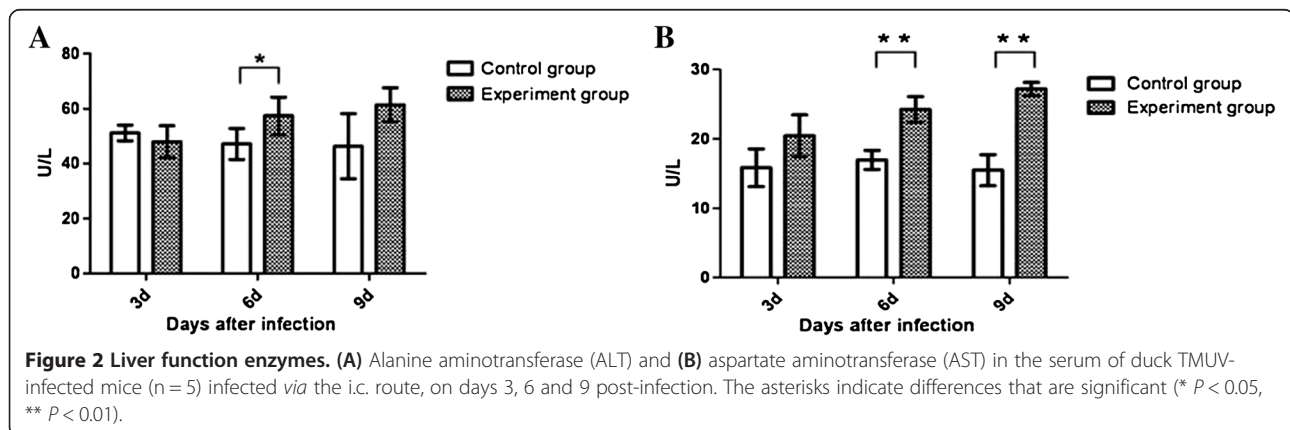 A
80
60
40
20
0
U/L
*
3d
6d
9d
Days after infection
Control group
Experiment group
B
30
20
10
0
U/L
* *
* *
3d
6d
9d
Days after infection
Control group
Experiment group
Figure 2 Liver function enzymes. (A) Alanine aminotransferase (ALT) and (B) aspartate aminotransferase (AST) in the serum of duck TMUV-
infected mice (n = 5) infected via the i.c. route, on days 3, 6 and 9 post-infection. The asterisks indicate differences that are significant (* P < 0.05,
** P < 0.01).